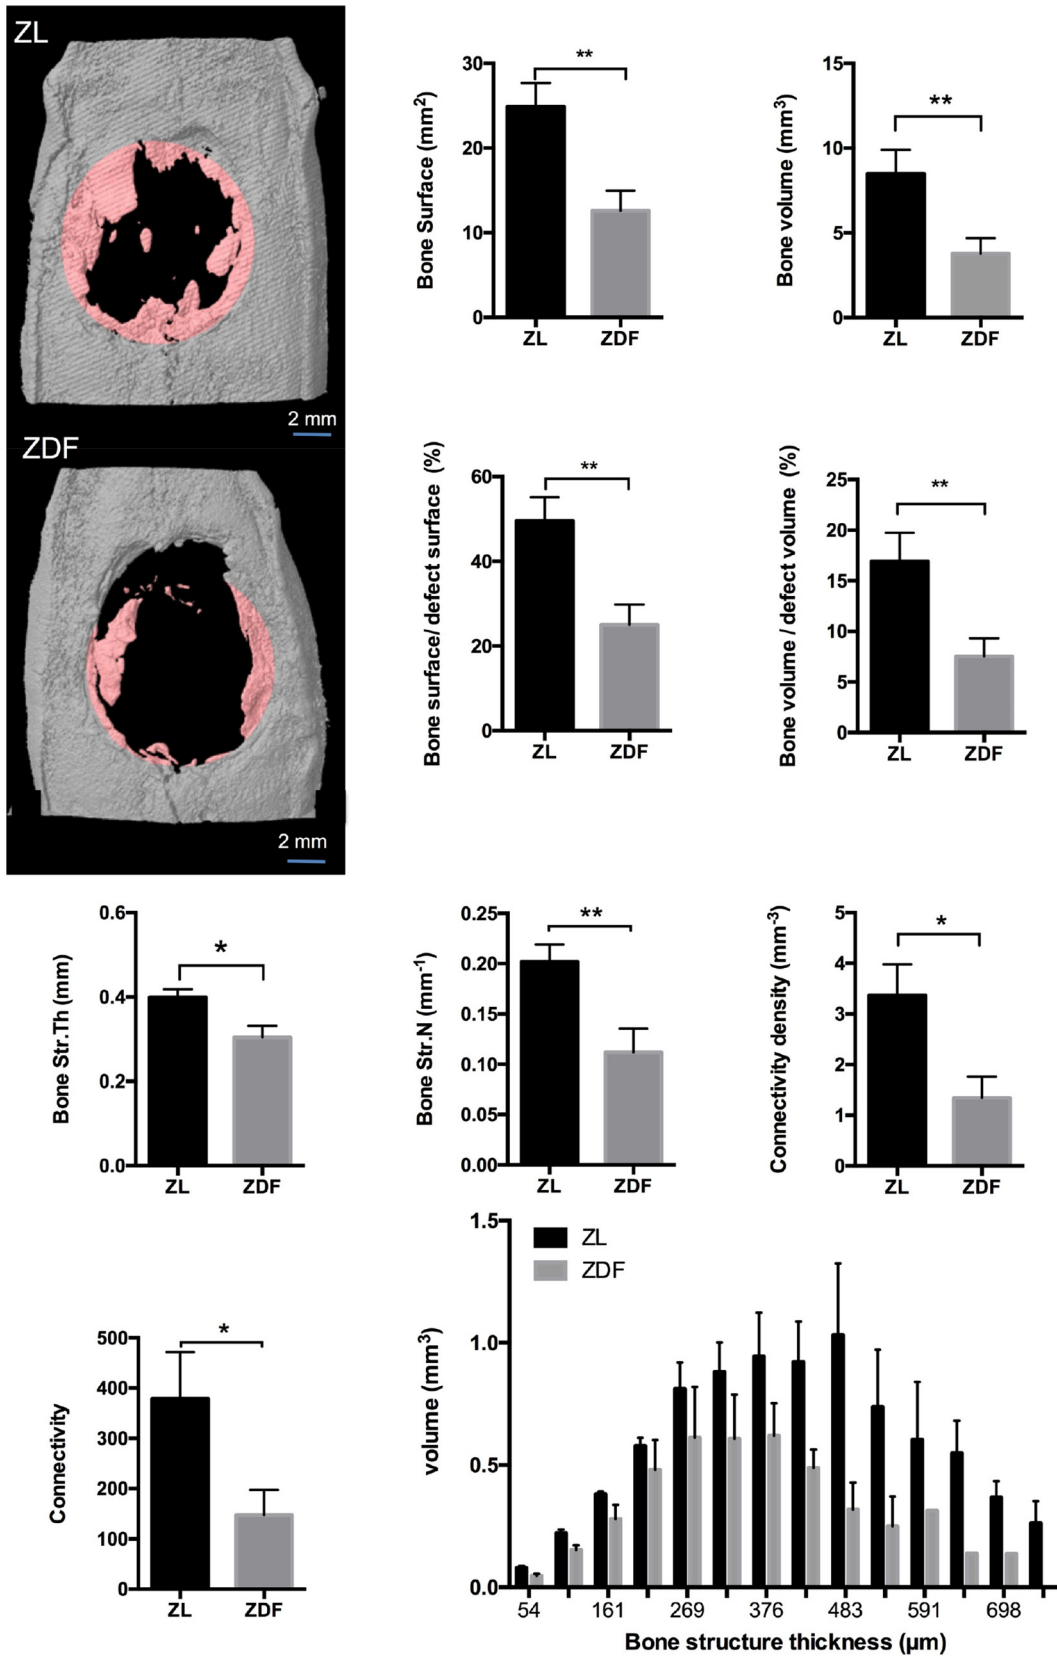 ZL
2 mm
ZDF
2 mm
Bone Surface (mm²)
30
20
10
0
**
ZL ZDF
Bone volume (mm³)
15
10
5
0
**
ZL ZDF
Bone surface/ defect surface (%)
60
40
20
0
**
ZL ZDF
Bone volume / defect volume (%)
25
20
15
10
5
0
**
ZL ZDF
Bone Str.Th (mm)
0.6
0.4
0.2
0.0
*
ZL ZDF
Bone Str.N (mm⁻¹)
0.25
0.20
0.15
0.10
0.05
0.00
**
ZL ZDF
Connectivity density (mm⁻³)
5
4
3
2
1
0
*
ZL ZDF
Connectivity
500
400
300
200
100
0
*
ZL ZDF
volume (mm³)
1.5
1.0
0.5
0.0
ZL
ZDF
54 161 269 376 483 591 698
Bone structure thickness (µm)